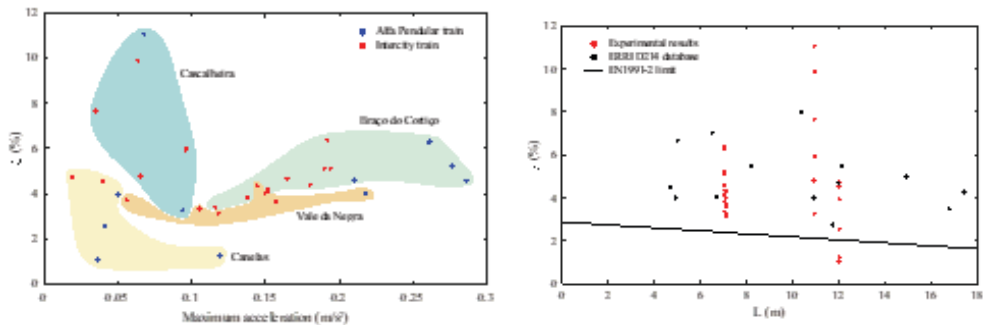 12
10
8
6
4
2
0
ζ (%)
Alfa Pendular train
Intercity train
Cascalheira
Braço do Cortiço
Vale da Negra
Canelas
0 0.05 0.1 0.15 0.2 0.25 0.3
Maximum acceleration (m/s²)
12
10
8
6
4
2
0
ζ (%)
Experimental results
ERRI D214 database
EN1991-2 limit
0 2 4 6 8 10 12 14 16 18
L (m)